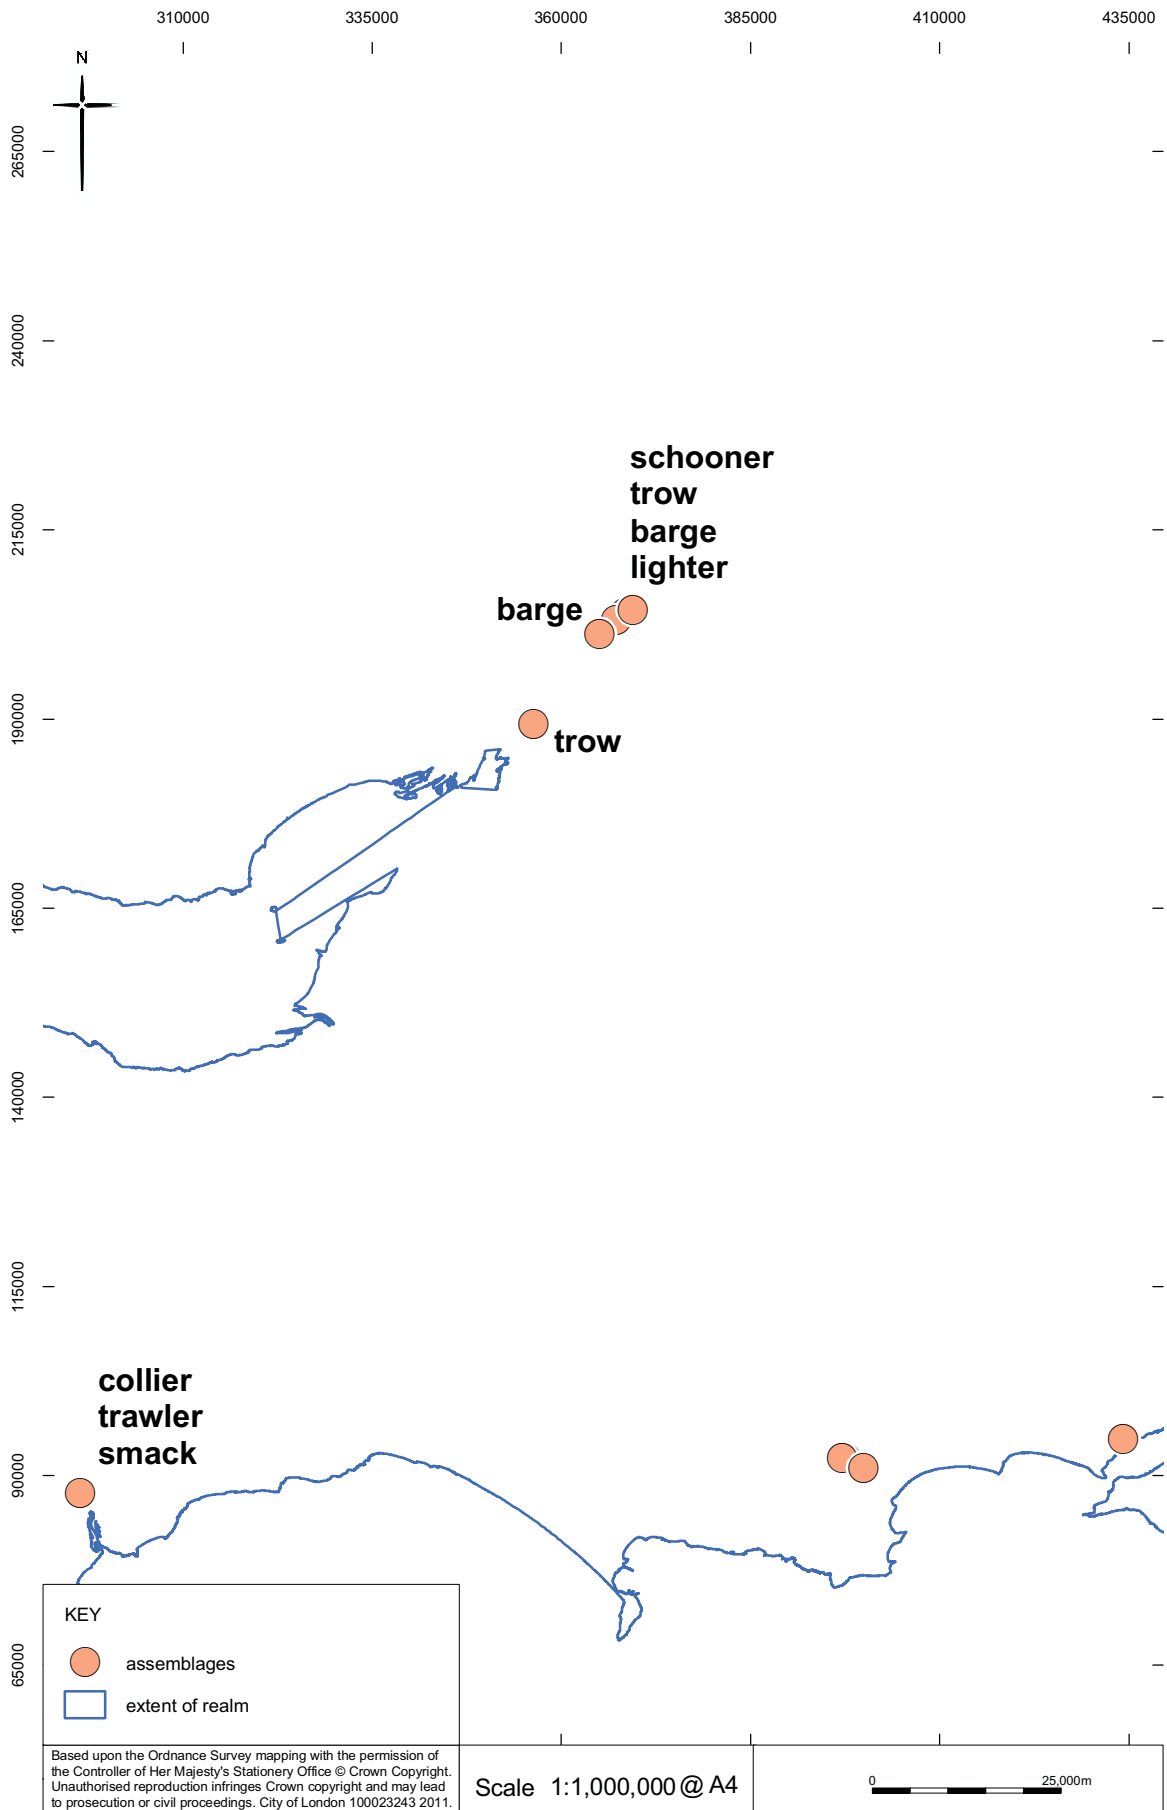 310000 335000 360000 385000 410000 435000
N
265000
240000
215000
190000
165000
140000
115000
90000
65000
schooner
trow
barge
lighter
barge
trow
collier
trawler
smack
KEY
assemblages
extent of realm
Based upon the Ordnance Survey mapping with the permission of
the Controller of Her Majesty's Stationery Office © Crown Copyright.
Unauthorised reproduction infringes Crown copyright and may lead
to prosecution or civil proceedings. City of London 100023243 2011.
Scale 1:1,000,000 @ A4
0 25,000m